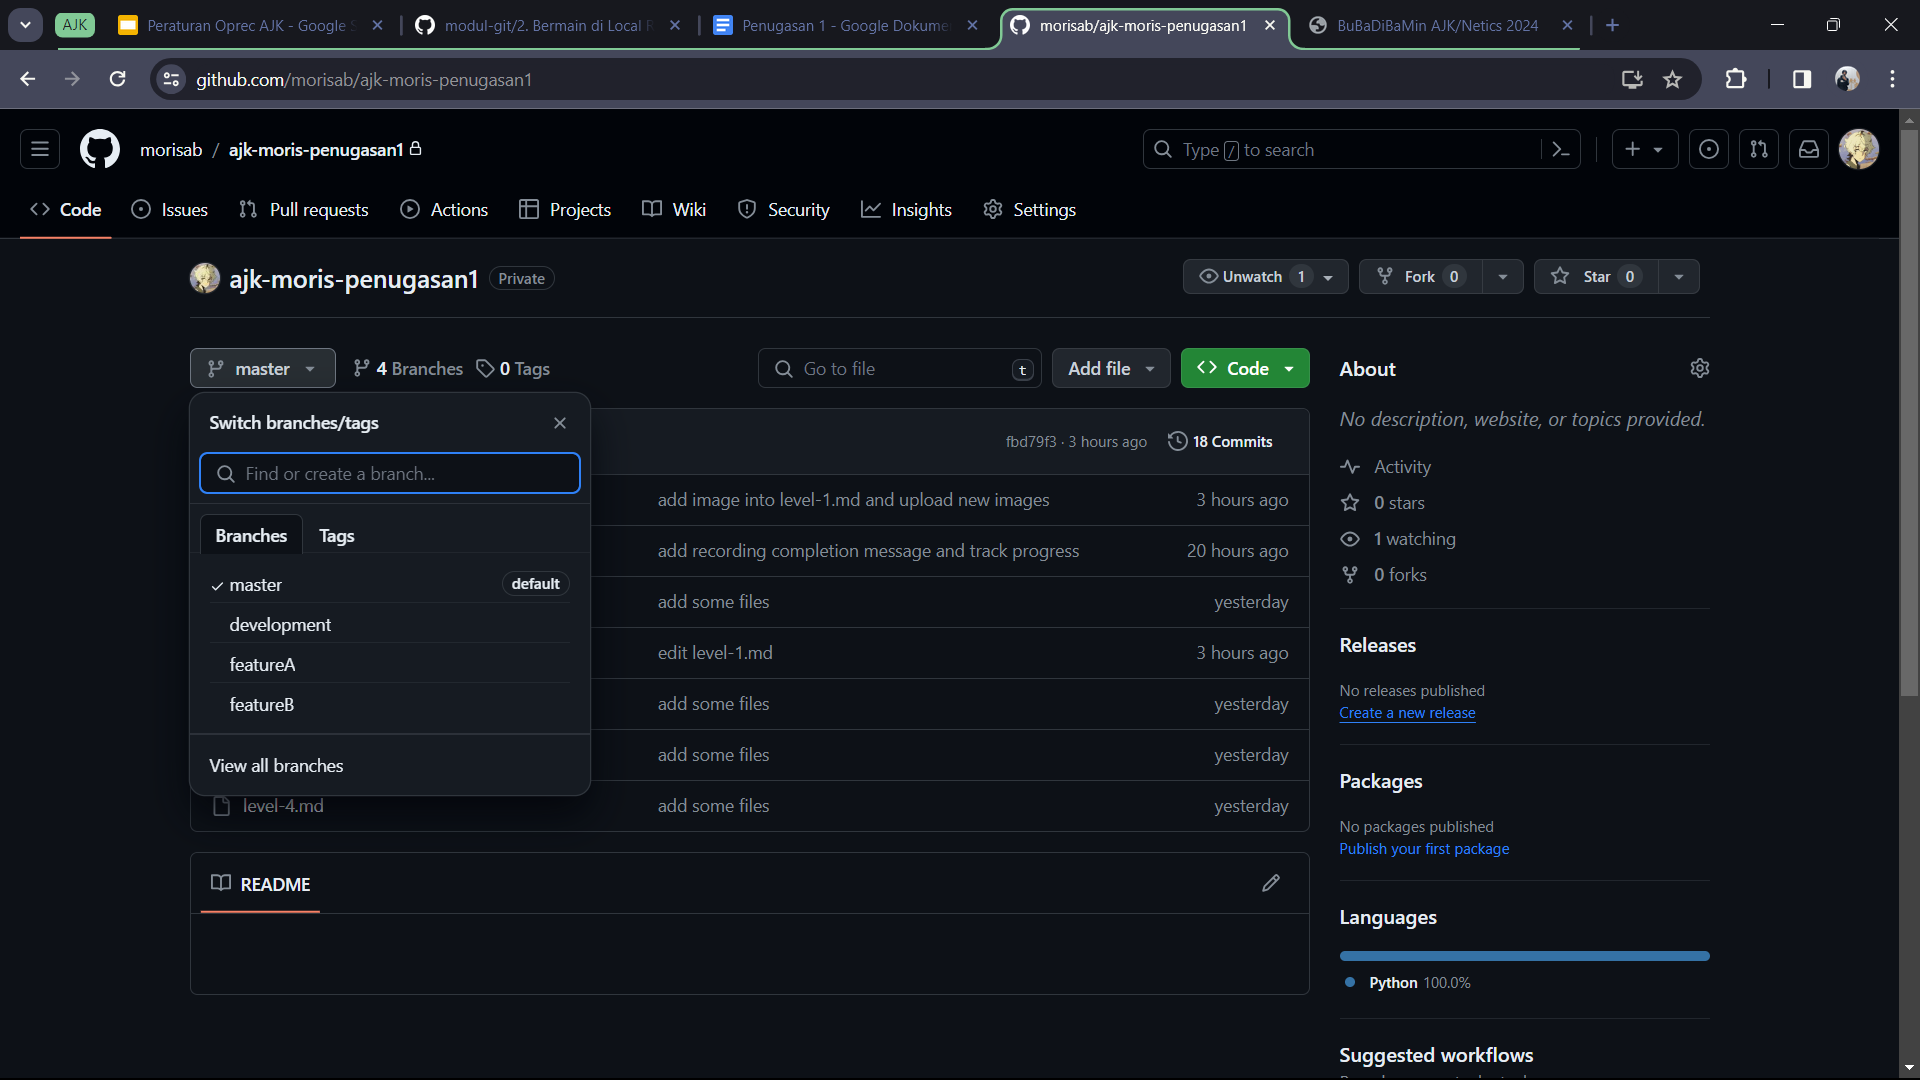 AJK
Peraturan Oprec AJK - Google S
modul-git/2. Bermain di Local R
Penugasan 1 - Google Dokume
morisab/ajk-moris-penugasan1
BuBaDiBaMin AJK/Netics 2024
github.com/morisab/ajk-moris-penugasan1
morisab / ajk-moris-penugasan1
Type / to search
Code
Issues
Pull requests
Actions
Projects
Wiki
Security
Insights
Settings
ajk-moris-penugasan1 Private
Unwatch 1
Fork 0
Star 0
master
4 Branches
0 Tags
Go to file t
Add file
Code
Switch branches/tags
Find or create a branch...
Branches
Tags
master default
development
featureA
featureB
View all branches
fbd79f3 · 3 hours ago
18 Commits
add image into level-1.md and upload new images 3 hours ago
add recording completion message and track progress 20 hours ago
add some files yesterday
edit level-1.md 3 hours ago
add some files yesterday
add some files yesterday
level-4.md add some files yesterday
README
About
No description, website, or topics provided.
Activity
0 stars
1 watching
0 forks
Releases
No releases published
Create a new release
Packages
No packages published
Publish your first package
Languages
Python 100.0%
Suggested workflows